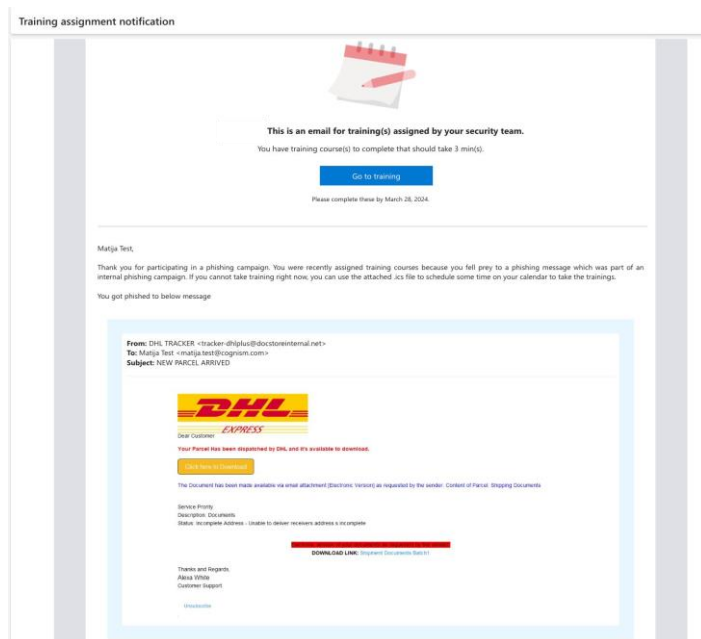 Training assignment notification
This is an email for training(s) assigned by your security team.
You have training course(s) to complete that should take 3 min(s).
Go to training
Please complete these by March 28, 2024.
Matija Test,
Thank you for participating in a phishing campaign. You were recently assigned training courses because you fell prey to a phishing message which was part of an
internal phishing campaign. If you cannot take training right now, you can use the attached .ics file to schedule some time on your calendar to take the trainings.
You got phished to below message
From: DHL TRACKER <tracker-dhlplus@docstoreinternal.net>
To: Matija Test <matija.test@cognism.com>
Subject: NEW PARCEL ARRIVED
DHL
EXPRESS
Dear Customer
Your Parcel Has been dispatched by DHL and it's available to download.
Click here to Download
The Document has been made available via email attachment [Electronic Version] as requested by the sender. Content of Parcel: Shipping Documents
Service Priority
Description: Documents
Status: Incomplete Address - Unable to deliver receivers address s incomplete
DOWNLOAD LINK: Shipment Documents Batch1
Thanks and Regards
Alexa White
Customer Support
Unsubscribe